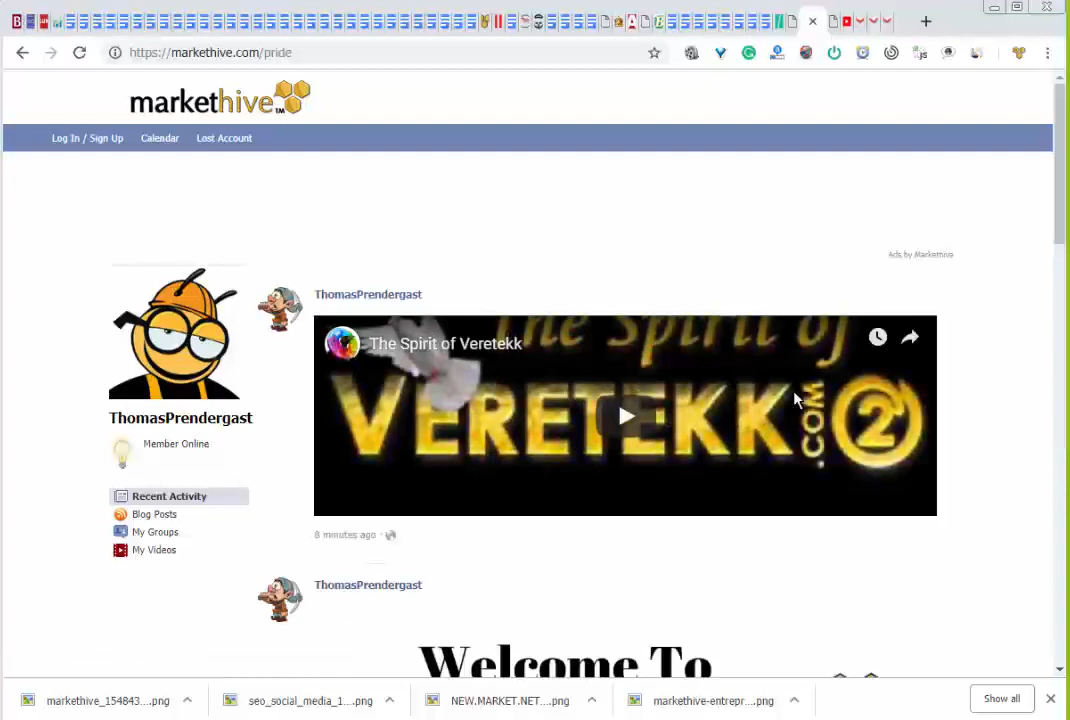 https://markethive.com/pride
markethive™
Log In / Sign Up Calendar Lost Account
Ads by Markethive
ThomasPrendergast
The Spirit of
The Spirit of Veretekk
VERETEKK.COM 2
ThomasPrendergast
Member Online
Recent Activity
Blog Posts
My Groups
My Videos
8 minutes ago ·
ThomasPrendergast
Welcome To
markethive_154843....png
seo_social_media_1....png
NEW.MARKET.NET....png
markethive-entrepr....png
Show all